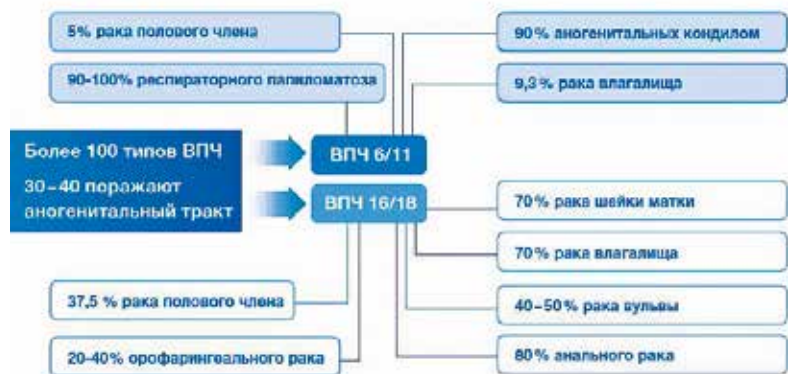 5% рака полового члена
90% аногенитальных кондилом
90-100% респираторного папиломатоза
9,3% рака влагалища
Более 100 типов ВПЧ
30–40 поражают
аногенитальный тракт
ВПЧ 6/11
ВПЧ 16/18
70% рака шейки матки
70% рака влагалища
37,5 % рака полового члена
40–50% рака вульвы
20-40% орофарингеального рака
80% анального рака